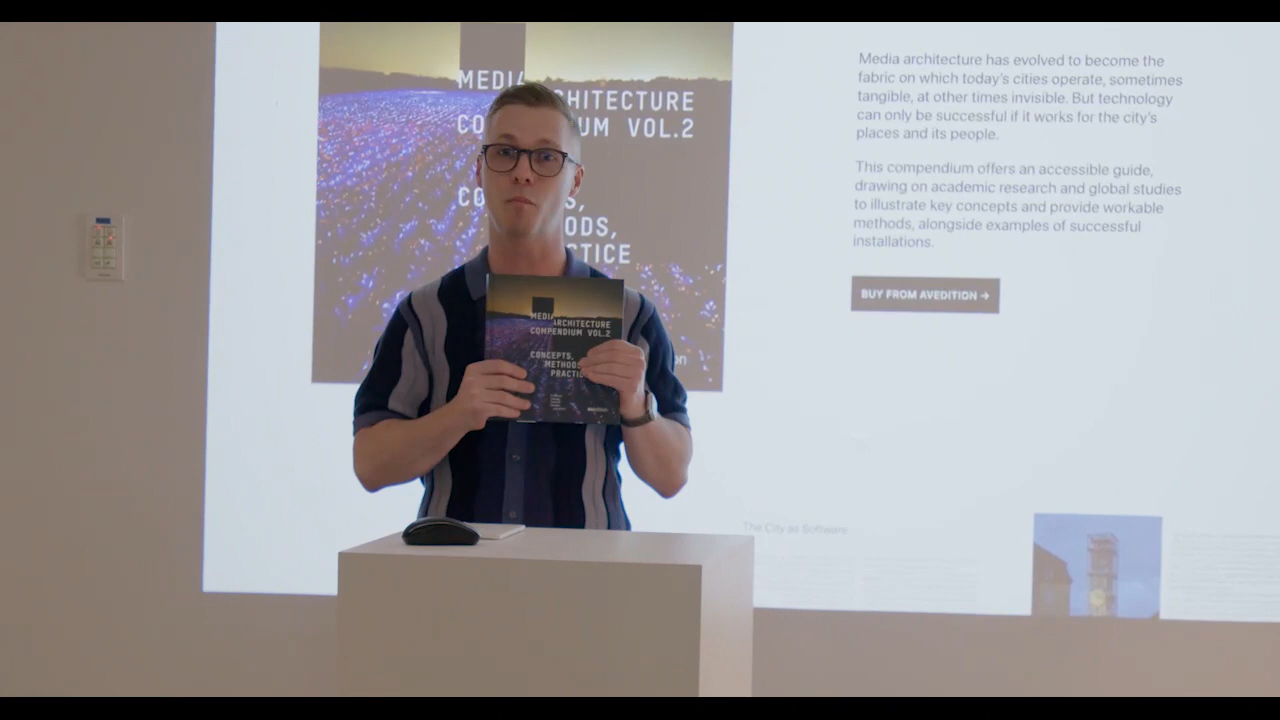 MEDIA
ARCHITECTURE
COMPENDIUM VOL.2
Media architecture has evolved to become the
fabric on which today's cities operate, sometimes
tangible, at other times invisible. But technology
can only be successful if it works for the city's
places and its people.
This compendium offers an accessible guide,
drawing on academic research and global studies
to illustrate key concepts and provide workable
methods, alongside examples of successful
installations.
BUY FROM AVEDITION →
MEDIA
ARCHITECTURE
COMPENDIUM VOL.2
CONCEPTS,
METHODS
PRACTIC
avedition
The City as Software